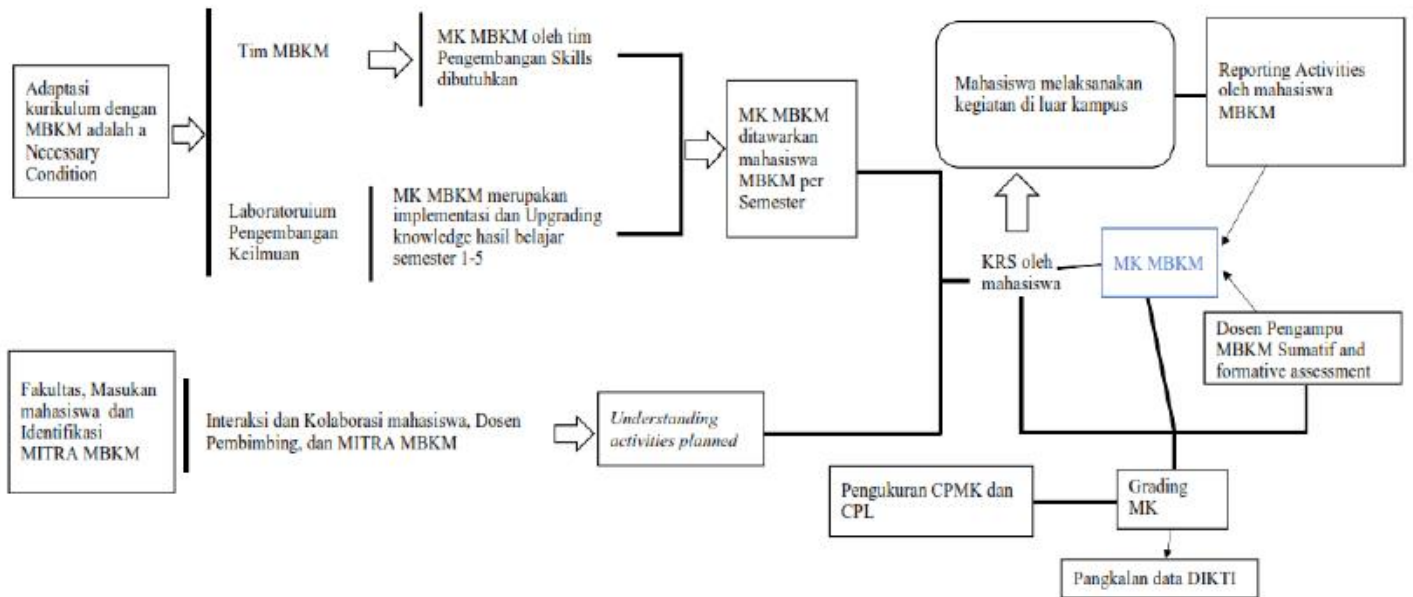 Adaptasi
kurikulum dengan
MBKM adalah a
Necessary
Condition
Tim MBKM
MK MBKM oleh tim
Pengembangan Skills
dibutuhkan
Laboratoruium
Pengembangan
Keilmuan
MK MBKM merupakan
implementasi dan Upgrading
knowledge hasil belajar
semester 1-5
MK MBKM
ditawarkan
mahasiswa
MBKM per
Semester
Mahasiswa melaksanakan
kegiatan di luar kampus
Reporting Activities
oleh mahasiswa
MBKM
KRS oleh
mahasiswa
MK MBKM
Dosen Pengampu
MBKM Sumatif and
formative assessment
Fakultas, Masukan
mahasiswa dan
Identifikasi
MITRA MBKM
Interaksi dan Kolaborasi mahasiswa, Dosen
Pembimbing, dan MITRA MBKM
Understanding
activities planned
Pengukuran CPMK dan
CPL
Grading
MK
Pangkalan data DIKTI